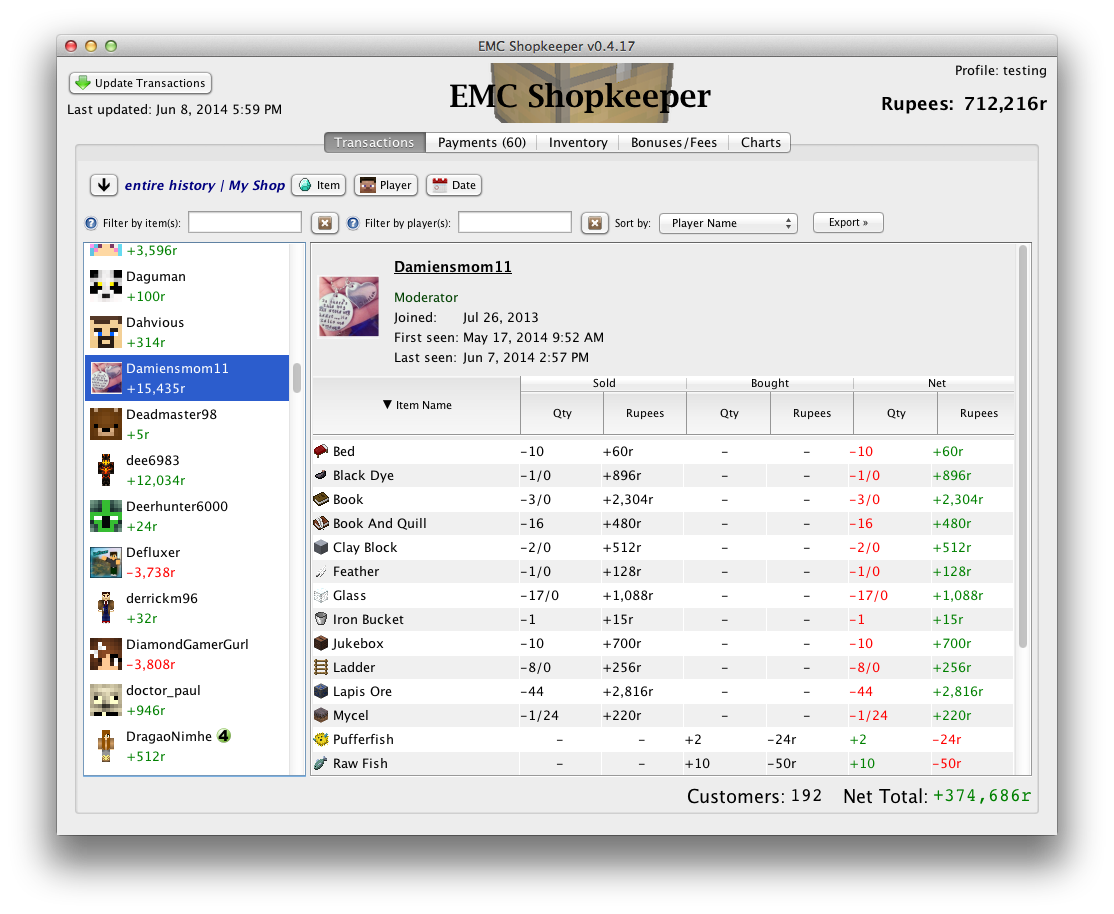 EMC Shopkeeper v0.4.17
Update Transactions
Last updated: Jun 8, 2014 5:59 PM
EMC Shopkeeper
Profile: testing
Rupees: 712,216r
Transactions Payments (60) Inventory Bonuses/Fees Charts
entire history | My Shop Item Player Date
? Filter by item(s): ? Filter by player(s): Sort by: Player Name Export »
+3,596r
Daguman
+100r
Dahvious
+314r
Damiensmom11
+15,435r
Deadmaster98
+5r
dee6983
+12,034r
Deerhunter6000
+24r
Defluxer
-3,738r
derrickm96
+32r
DiamondGamerGurl
-3,808r
doctor_paul
+946r
DragaoNimhe 4
+512r
Damiensmom11
Moderator
Joined: Jul 26, 2013
First seen: May 17, 2014 9:52 AM
Last seen: Jun 7, 2014 2:57 PM
Sold Bought Net
▼ Item Name Qty Rupees Qty Rupees Qty Rupees
Bed -10 +60r - - -10 +60r
Black Dye -1/0 +896r - - -1/0 +896r
Book -3/0 +2,304r - - -3/0 +2,304r
Book And Quill -16 +480r - - -16 +480r
Clay Block -2/0 +512r - - -2/0 +512r
Feather -1/0 +128r - - -1/0 +128r
Glass -17/0 +1,088r - - -17/0 +1,088r
Iron Bucket -1 +15r - - -1 +15r
Jukebox -10 +700r - - -10 +700r
Ladder -8/0 +256r - - -8/0 +256r
Lapis Ore -44 +2,816r - - -44 +2,816r
Mycel -1/24 +220r - - -1/24 +220r
Pufferfish - - +2 -24r +2 -24r
Raw Fish - - +10 -50r +10 -50r
Customers: 192 Net Total: +374,686r